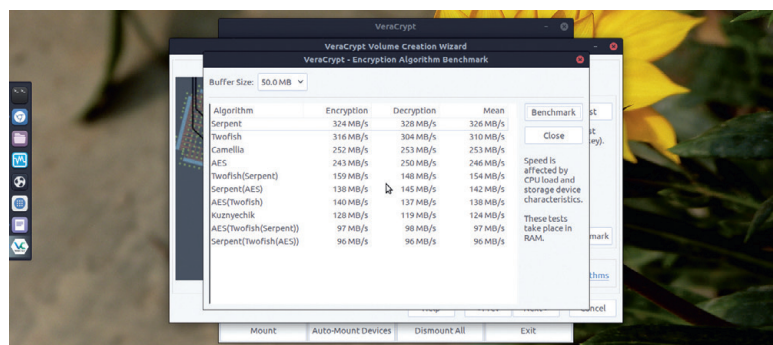 VeraCrypt
VeraCrypt Volume Creation Wizard
VeraCrypt - Encryption Algorithm Benchmark
Buffer Size: 50.0 MB
Algorithm Encryption Decryption Mean
Serpent 324 MB/s 328 MB/s 326 MB/s
Twofish 316 MB/s 304 MB/s 310 MB/s
Camellia 252 MB/s 253 MB/s 253 MB/s
AES 243 MB/s 250 MB/s 246 MB/s
Twofish(Serpent) 159 MB/s 148 MB/s 154 MB/s
Serpent(AES) 138 MB/s 145 MB/s 142 MB/s
AES(Twofish) 140 MB/s 137 MB/s 138 MB/s
Kuznyechik 128 MB/s 119 MB/s 124 MB/s
AES(Twofish(Serpent)) 97 MB/s 98 MB/s 97 MB/s
Serpent(Twofish(AES)) 96 MB/s 96 MB/s 96 MB/s
Benchmark
Close
Speed is
affected by
CPU load and
storage device
characteristics.
These tests
take place in
RAM.
st
st
key).
mark
thms
Mount Auto-Mount Devices Dismount All Exit